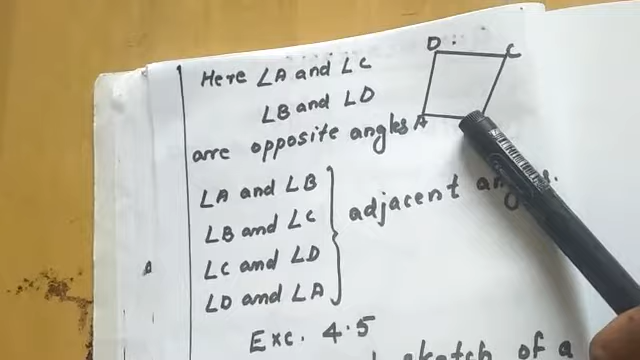 D
C
Here ∠A and ∠C
∠B and ∠D
are opposite angles
A
∠A and ∠B
∠B and ∠C
∠C and ∠D
∠D and ∠A
adjacent
Exc. 4.5
sketch of a